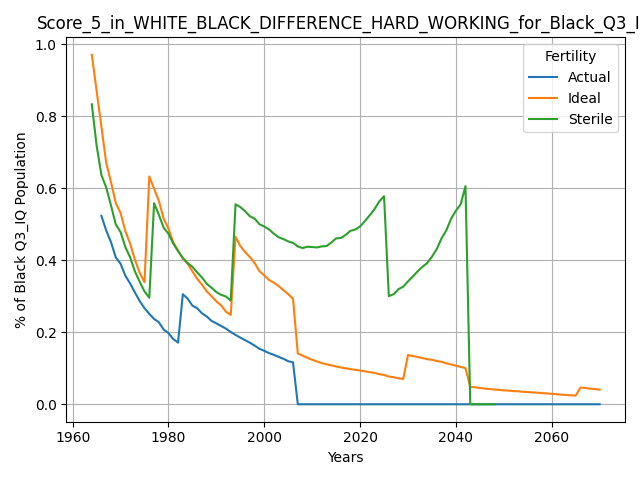 Score_5_in_WHITE_BLACK_DIFFERENCE_HARD_WORKING_for_Black_Q3_I
% of Black Q3_IQ Population
1.0
0.8
0.6
0.4
0.2
0.0
Fertility
Actual
Ideal
Sterile
1960 1980 2000 2020 2040 2060
Years